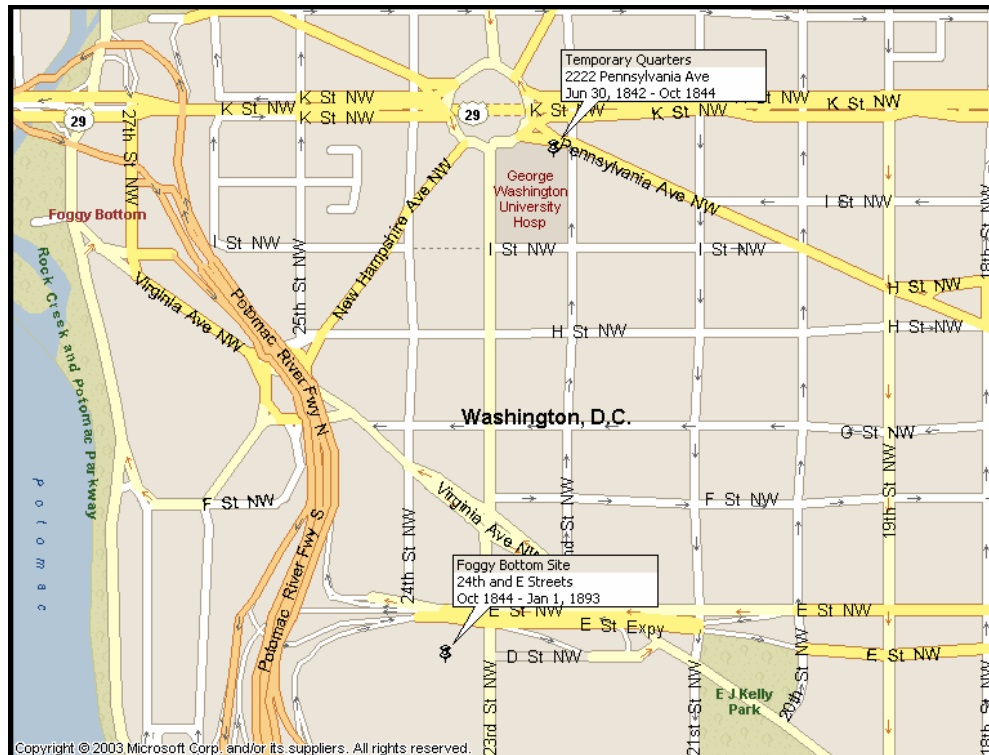 Temporary Quarters
2222 Pennsylvania Ave
Jun 30, 1842 - Oct 1844
K St NW
K St NW
K St NW
K St NW
K St NW
29
29
27th St NW
Pennsylvania Ave NW
George
Washington
University
Hosp
New Hampshire Ave NW
Foggy Bottom
I St NW
I St NW
I St NW
I St NW
18th St
25th St NW
Rock Creek and Potomac Parkway
Virginia Ave NW
Potomac River Fwy N
H St NW
H St NW
H St NW
Washington, D.C.
G St NW
Potomac
F St NW
F St NW
Virginia Ave NW
19th St NW
24th St NW
Potomac River Fwy S
Foggy Bottom Site
24th and E Streets
Oct 1844 - Jan 1, 1893
E St NW
E St NW
E St Expy
D St NW
E St NW
E J Kelly
Park
23rd St NW
21st St NW
20th St NW
18th St
Copyright © 2003 Microsoft Corp. and/or its suppliers. All rights reserved.